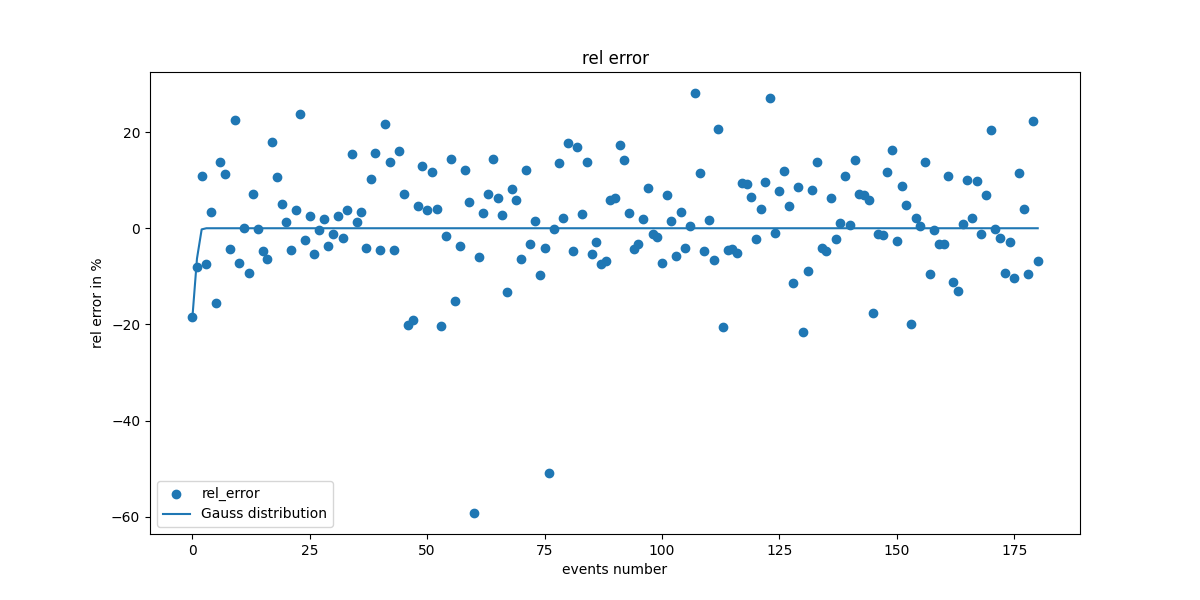 rel error
rel error in %
20
0
−20
−40
−60
rel_error
Gauss distribution
0 25 50 75 100 125 150 175
events number